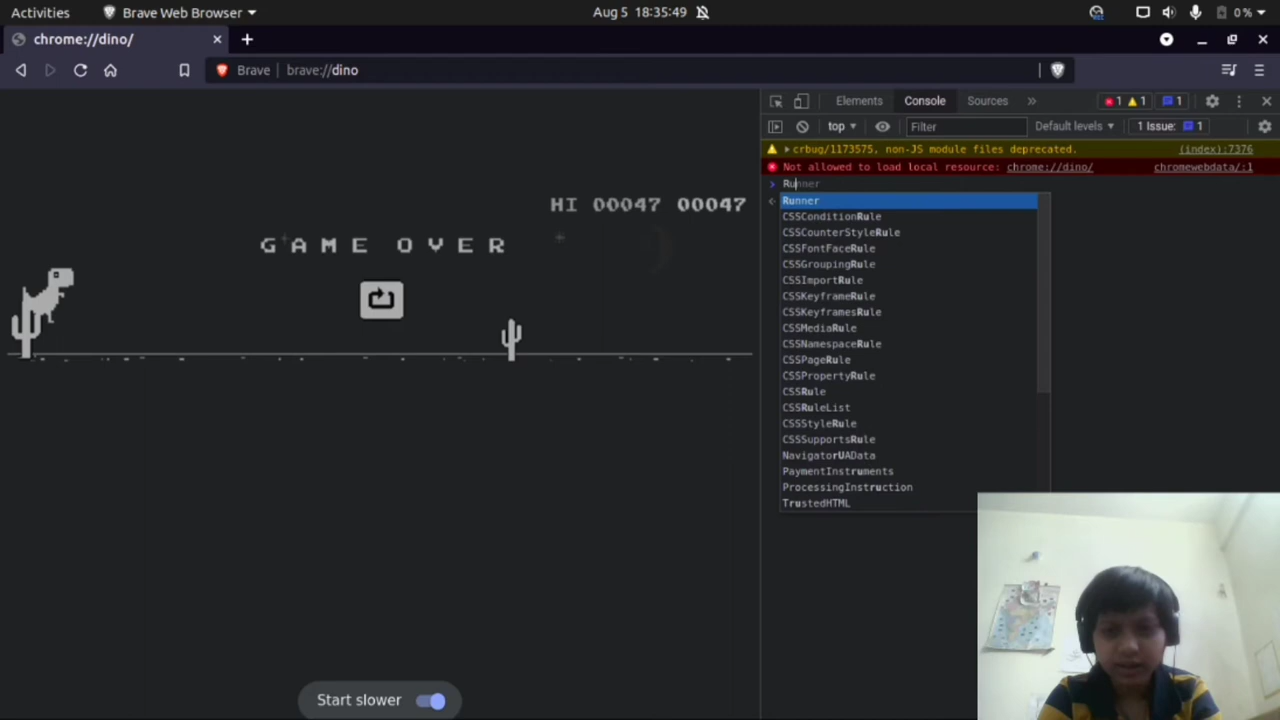 Activities
Brave Web Browser
Aug 5 18:35:49
0 %
chrome://dino/
Brave
brave://dino
Elements
Console
Sources
1
1
1
top
Filter
Default levels
1 Issue:
1
crbug/1173575, non-JS module files deprecated.
(index):7376
Not allowed to load local resource: chrome://dino/
chromewebdata/:1
Runner
Runner
CSSConditionRule
CSSCounterStyleRule
CSSFontFaceRule
CSSGroupingRule
CSSImportRule
CSSKeyframeRule
CSSKeyframesRule
CSSMediaRule
CSSNamespaceRule
CSSPageRule
CSSPropertyRule
CSSRule
CSSRuleList
CSSStyleRule
CSSSupportsRule
NavigatorUAData
PaymentInstruments
ProcessingInstruction
TrustedHTML
HI 00047 00047
GAME OVER
Start slower